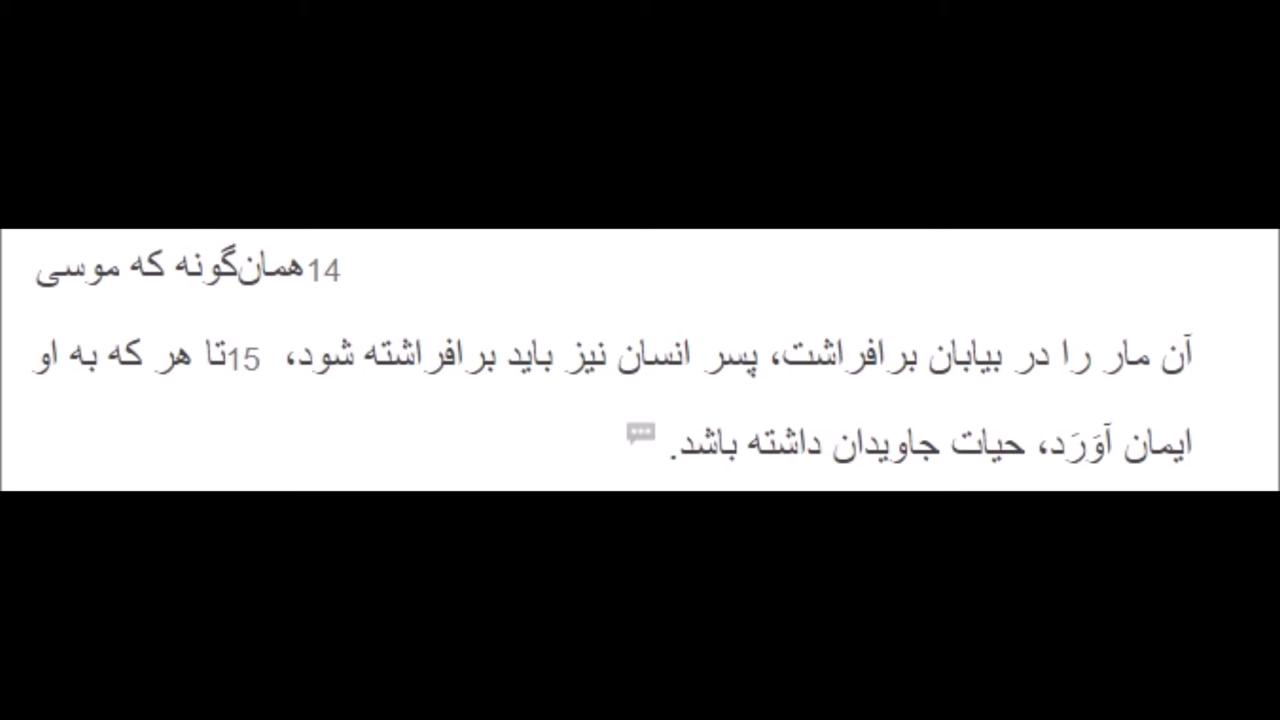 14همان‌گونه که موسی
آن مار را در بیابان برافراشت، پسر انسان نیز باید برافراشته شود، 15تا هر که به او
ایمان آوَرَد، حیات جاویدان داشته باشد.